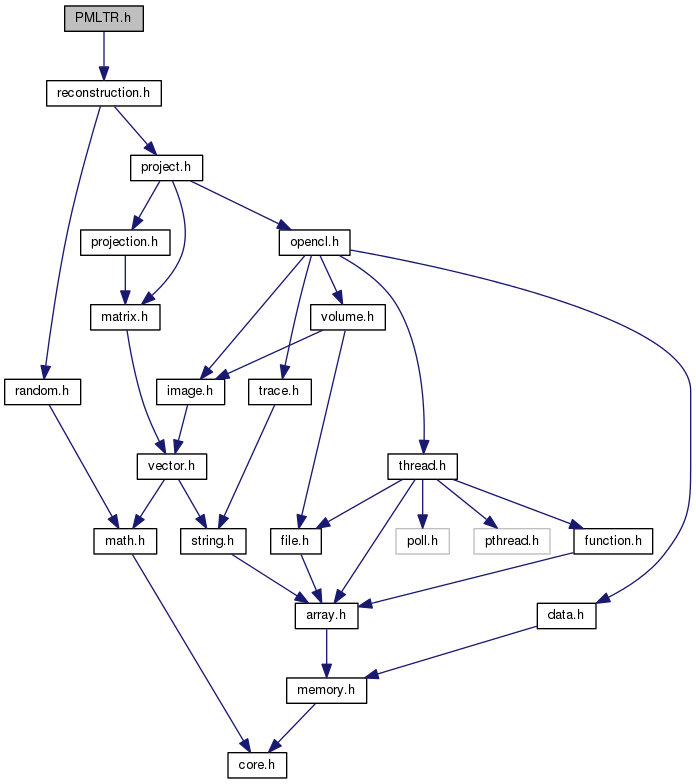 PMLTR.h
reconstruction.h
project.h
projection.h
opencl.h
matrix.h
volume.h
random.h
image.h
trace.h
vector.h
thread.h
math.h
string.h
file.h
poll.h
pthread.h
function.h
array.h
data.h
memory.h
core.h